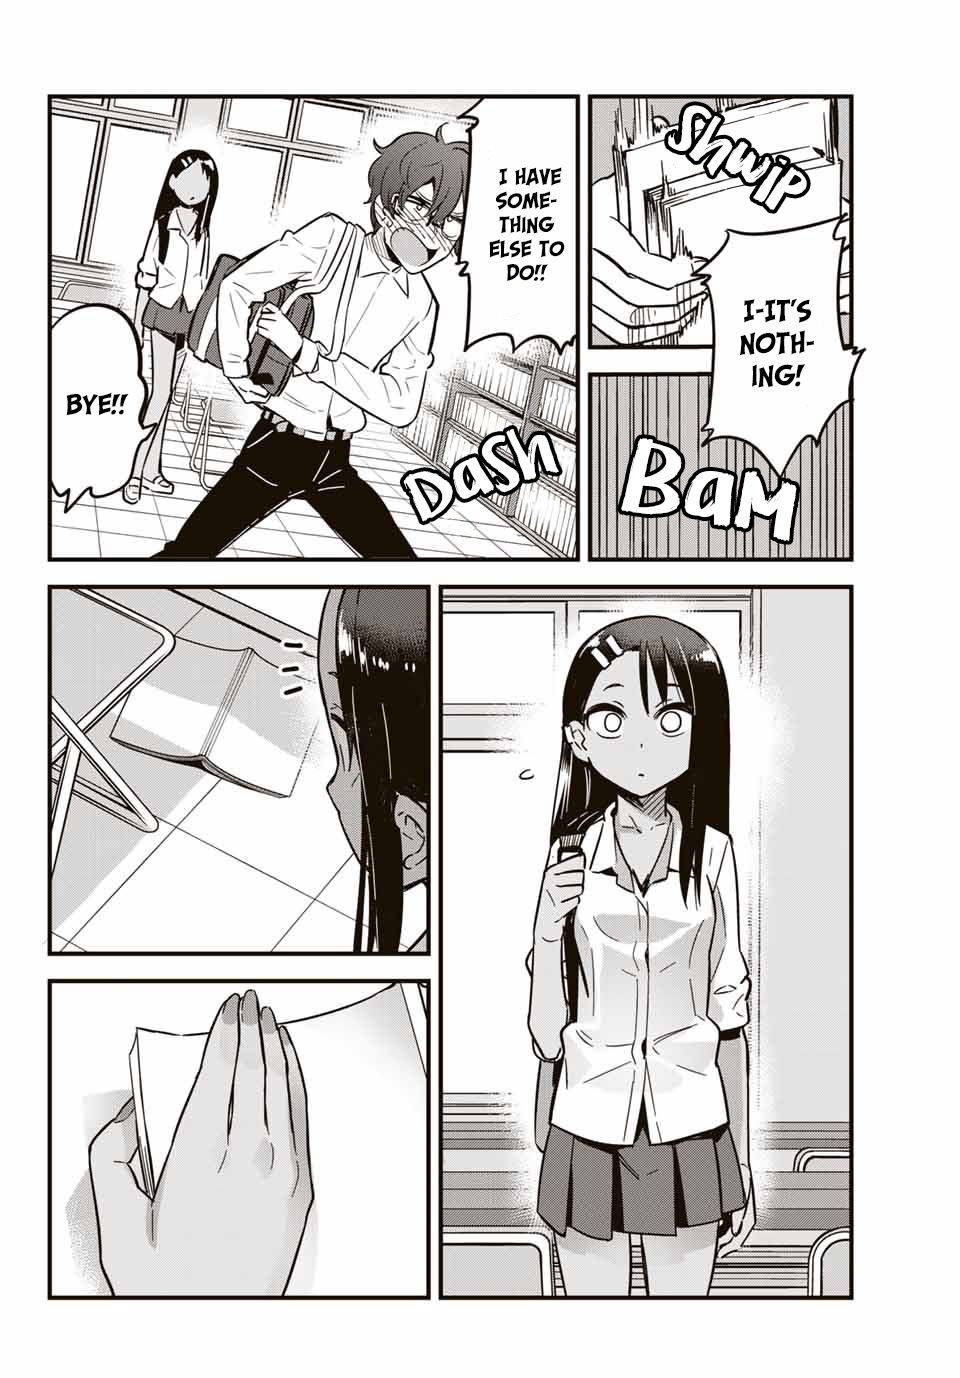 Shwip
I-IT'S
NOTH-
ING!
BAM
I HAVE
SOME-
THING
ELSE TO
DO!!
DASH
BYE!!